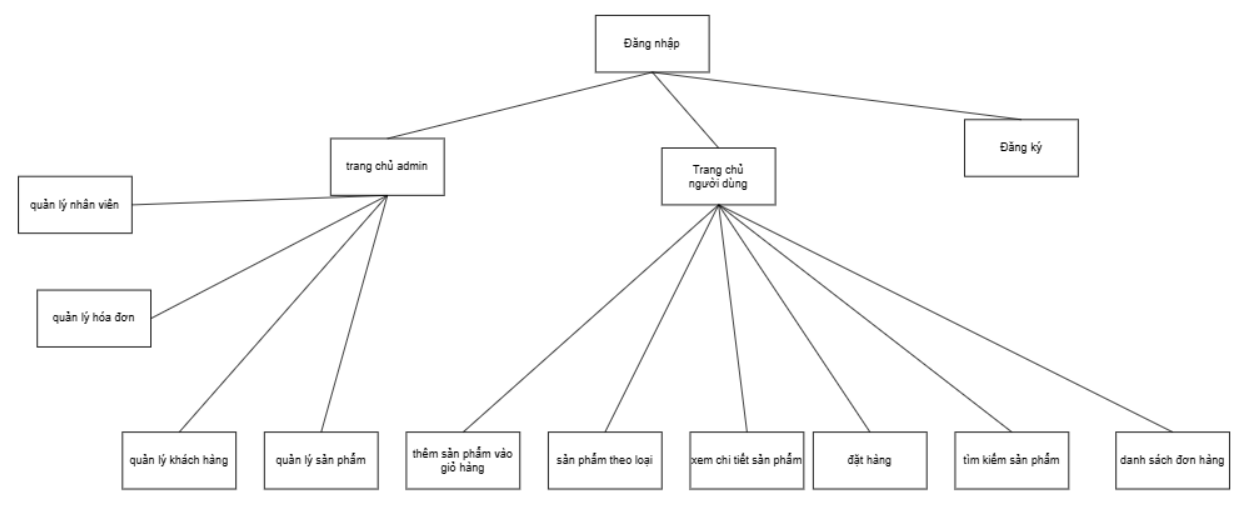 Đăng nhập
trang chủ admin
Trang chủ
người dùng
Đăng ký
quản lý nhân viên
quản lý hóa đơn
quản lý khách hàng
quản lý sản phẩm
thêm sản phẩm vào
giỏ hàng
sản phẩm theo loại
xem chi tiết sản phẩm
đặt hàng
tìm kiếm sản phẩm
danh sách đơn hàng